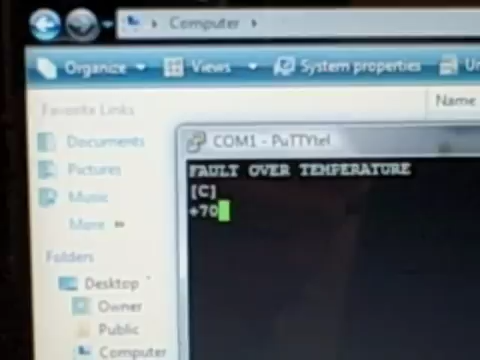 Computer
Organize
Views
System properties
Un
Favorite Links
Name
Documents
COM1 - PuTTYtel
Pictures
FAULT OVER TEMPERATURE
[C]
Music
+70
More
Folders
Desktop
Owner
Public
Computer